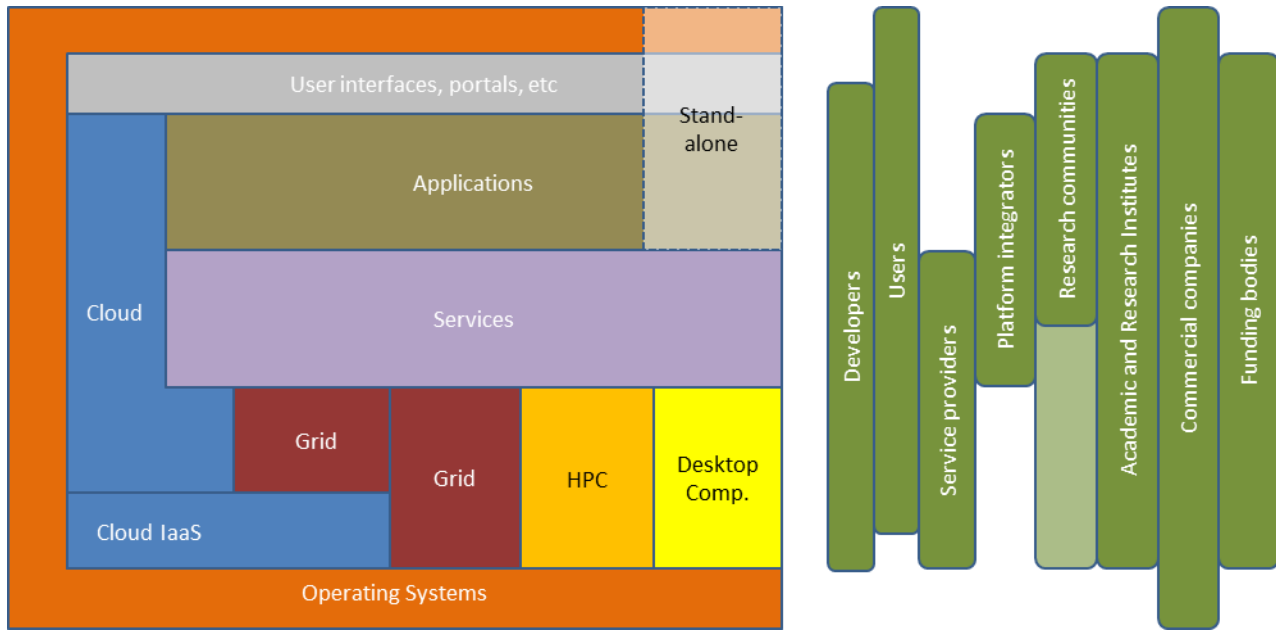 User interfaces, portals, etc
Stand-
alone
Applications
Cloud
Services
Grid
Grid
HPC
Desktop
Comp.
Cloud IaaS
Operating Systems
Developers
Users
Service providers
Platform integrators
Research communities
Academic and Research Institutes
Commercial companies
Funding bodies